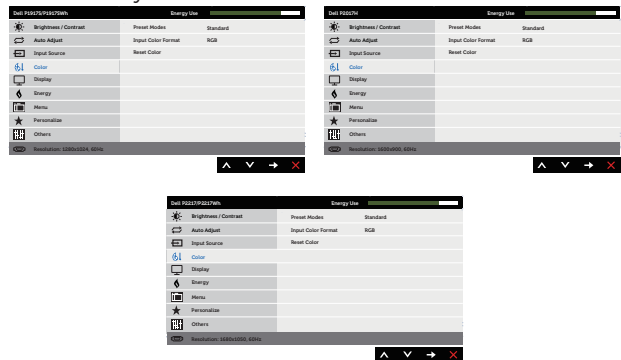 Dell P1917S/P1917SWh Energy Use
Brightness / Contrast Preset Modes Standard
Auto Adjust Input Color Format RGB
Input Source Reset Color
Color
Display
Energy
Menu
Personalize
Others
Resolution: 1280x1024, 60Hz
Dell P2017H Energy Use
Brightness / Contrast Preset Modes Standard
Auto Adjust Input Color Format RGB
Input Source Reset Color
Color
Display
Energy
Menu
Personalize
Others
Resolution: 1600x900, 60Hz
Dell P2217/P2217Wh Energy Use
Brightness / Contrast Preset Modes Standard
Auto Adjust Input Color Format RGB
Input Source Reset Color
Color
Display
Energy
Menu
Personalize
Others
Resolution: 1680x1050, 60Hz